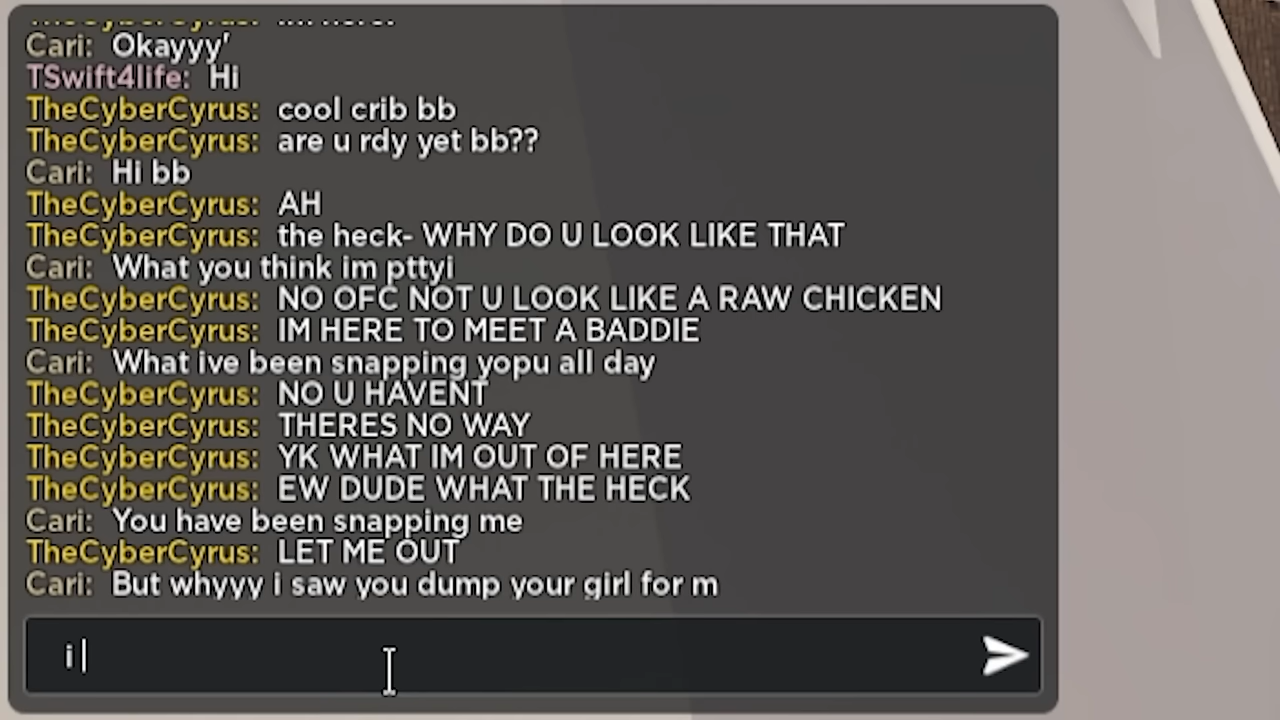 Cari: Okayyy'
TSwift4life: Hi
TheCyberCyrus: cool crib bb
TheCyberCyrus: are u rdy yet bb??
Cari: Hi bb
TheCyberCyrus: AH
TheCyberCyrus: the heck- WHY DO U LOOK LIKE THAT
Cari: What you think im pttyi
TheCyberCyrus: NO OFC NOT U LOOK LIKE A RAW CHICKEN
TheCyberCyrus: IM HERE TO MEET A BADDIE
Cari: What ive been snapping yopu all day
TheCyberCyrus: NO U HAVENT
TheCyberCyrus: THERES NO WAY
TheCyberCyrus: YK WHAT IM OUT OF HERE
TheCyberCyrus: EW DUDE WHAT THE HECK
Cari: You have been snapping me
TheCyberCyrus: LET ME OUT
Cari: But whyyy i saw you dump your girl for m
i